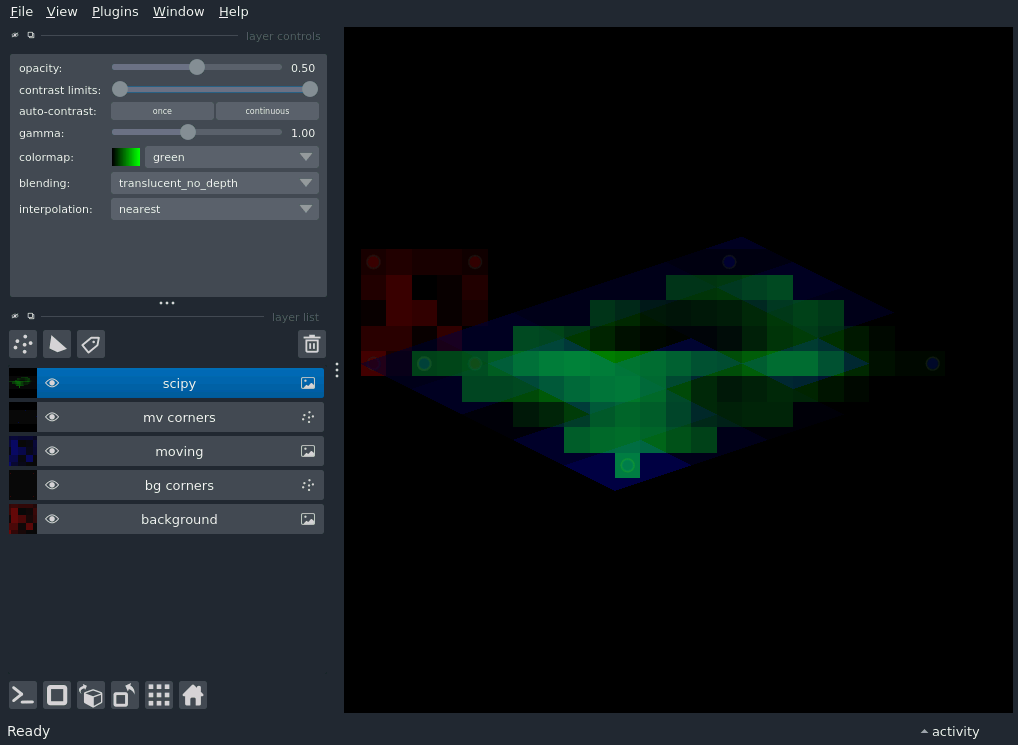 File View Plugins Window Help
layer controls
opacity: 0.50
contrast limits:
auto-contrast: once continuous
gamma: 1.00
colormap: green
blending: translucent_no_depth
interpolation: nearest
layer list
scipy
mv corners
moving
bg corners
background
Ready activity